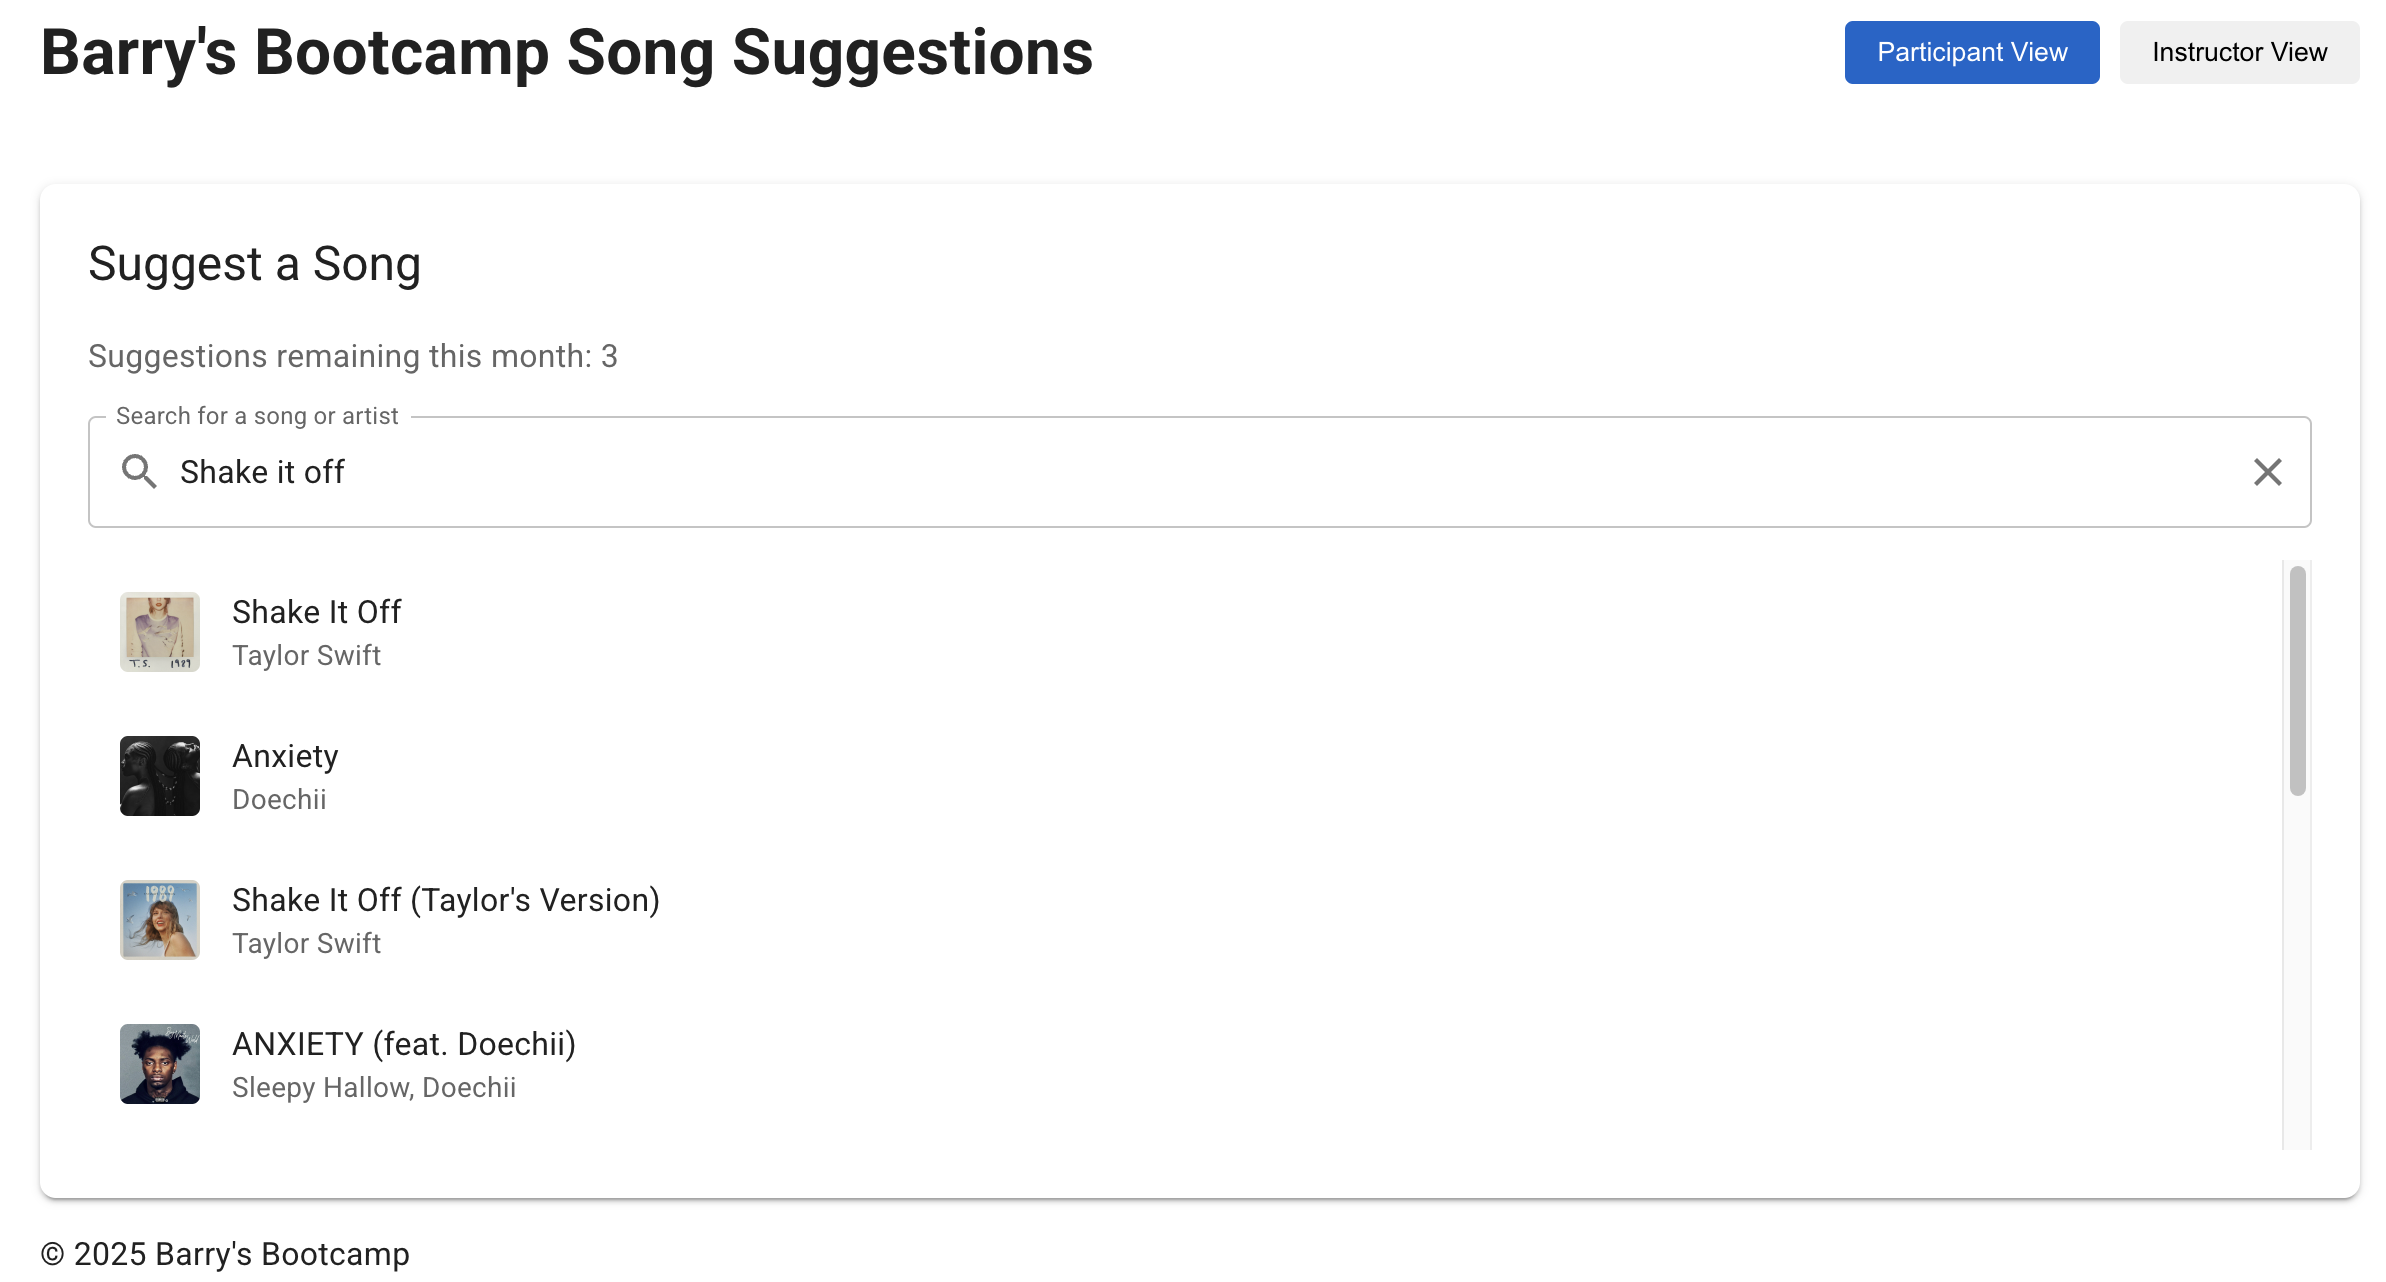 Barry's Bootcamp Song Suggestions
Participant View
Instructor View
Suggest a Song
Suggestions remaining this month: 3
Search for a song or artist
Shake it off
Shake It Off
Taylor Swift
T.S. 1989
Anxiety
Doechii
Shake It Off (Taylor's Version)
Taylor Swift
1989
ANXIETY (feat. Doechii)
Sleepy Hallow, Doechii
© 2025 Barry's Bootcamp